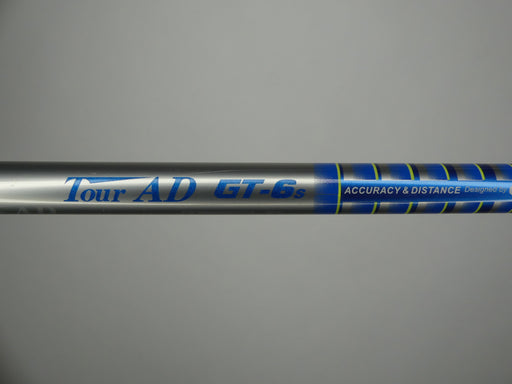 Tour AD GT-6s ACCURACY & DISTANCE Designed by